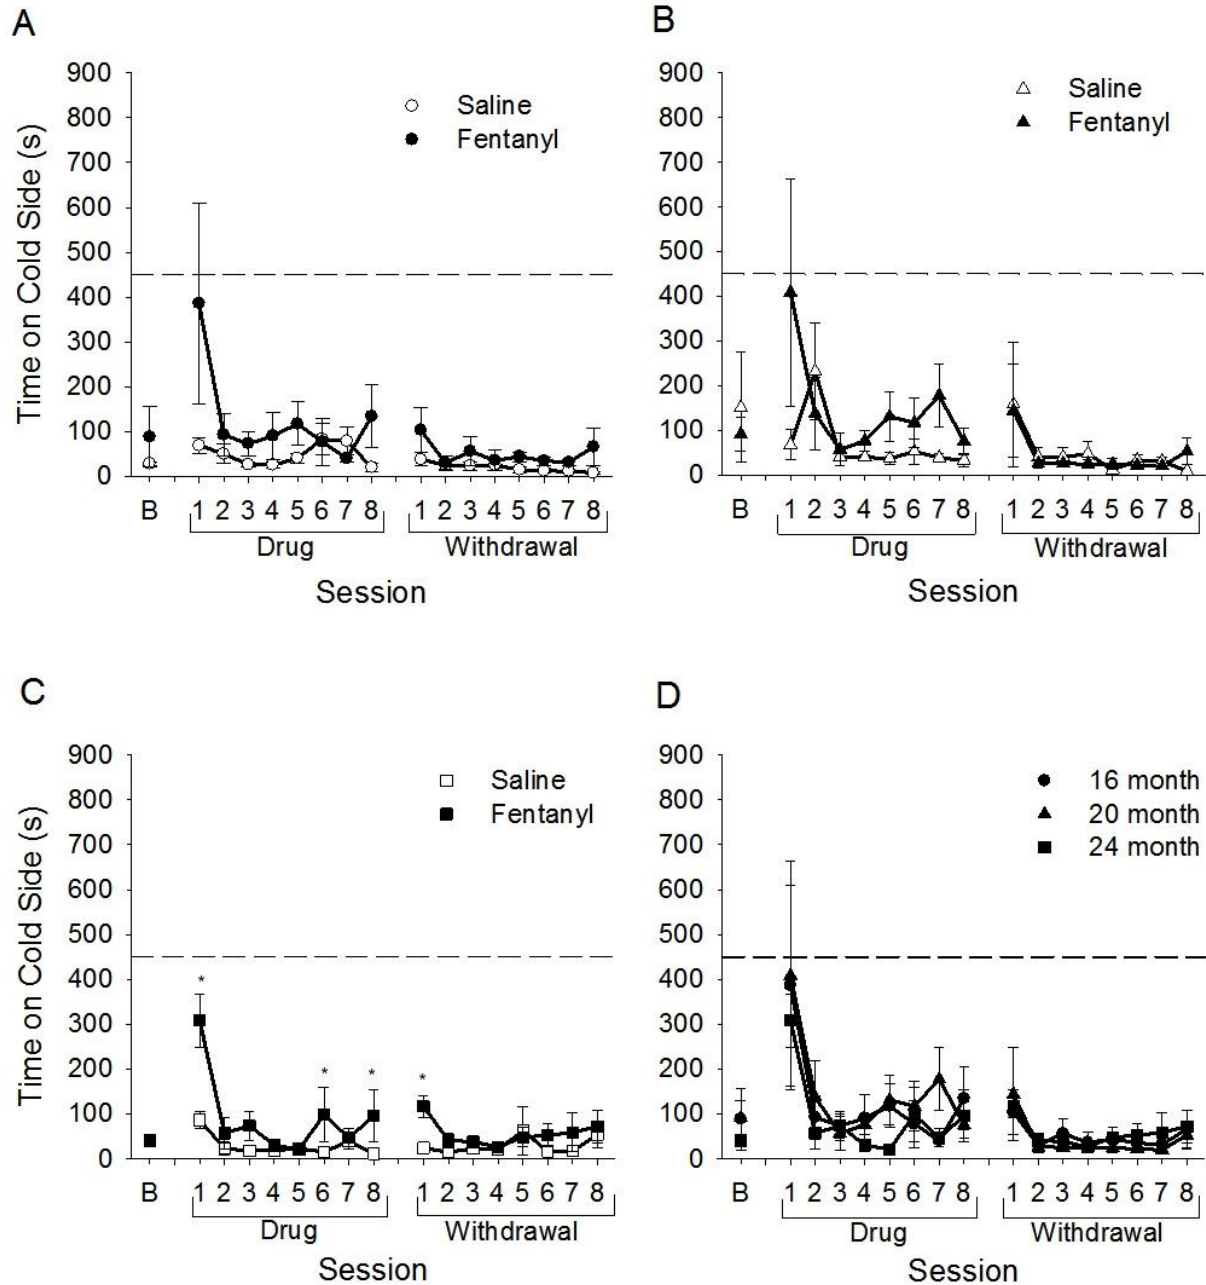 A
Time on Cold Side (s)
900
800
700
600
500
400
300
200
100
0
Saline
Fentanyl
B 1 2 3 4 5 6 7 8 1 2 3 4 5 6 7 8
Drug Withdrawal
Session
B
900
800
700
600
500
400
300
200
100
0
Saline
Fentanyl
B 1 2 3 4 5 6 7 8 1 2 3 4 5 6 7 8
Drug Withdrawal
Session
C
Time on Cold Side (s)
900
800
700
600
500
400
300
200
100
0
Saline
Fentanyl
* * * *
B 1 2 3 4 5 6 7 8 1 2 3 4 5 6 7 8
Drug Withdrawal
Session
D
900
800
700
600
500
400
300
200
100
0
16 month
20 month
24 month
B 1 2 3 4 5 6 7 8 1 2 3 4 5 6 7 8
Drug Withdrawal
Session